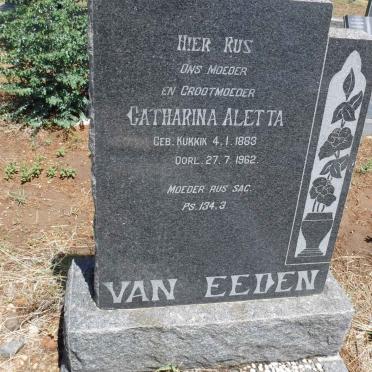 HIER RUS
ONS MOEDER
EN GROOTMOEDER
CATHARINA ALETTA
GEB. KUKKIK 4.1.1883
OORL. 27.7.1962.
MOEDER RUS SAG.
PS. 134.3.
VAN EEDEN